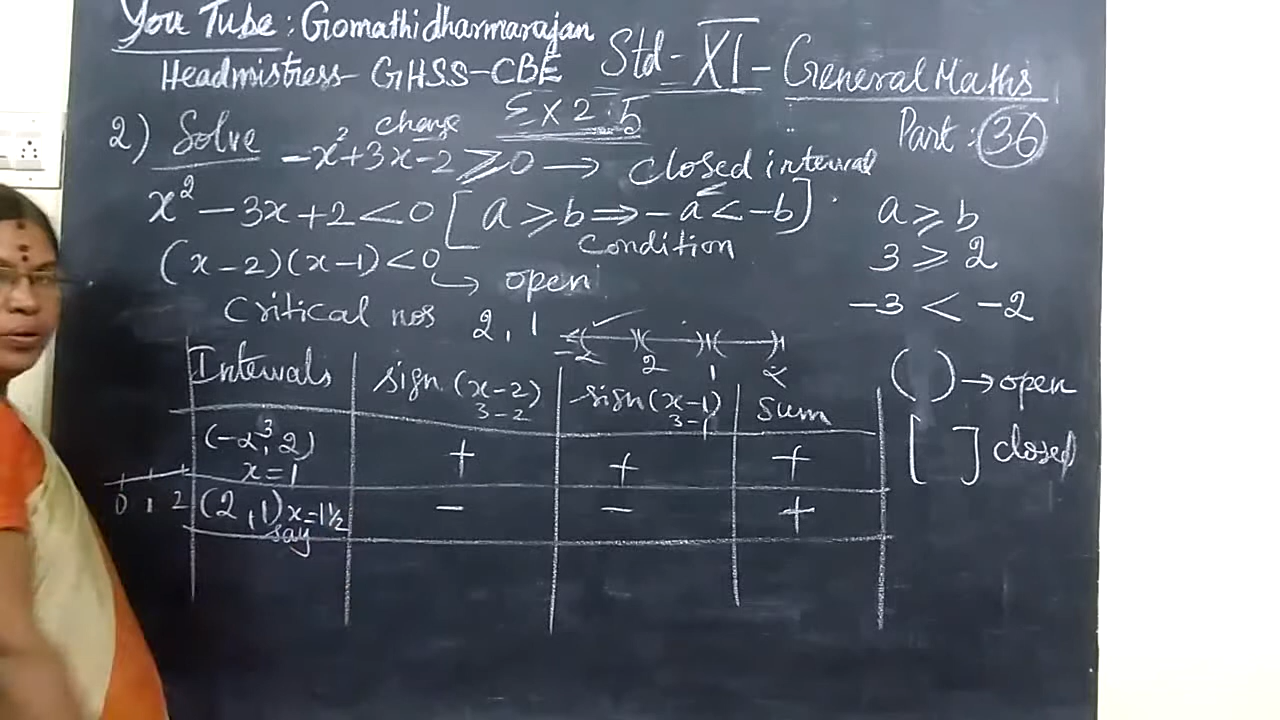 You Tube : Gomathidharmarajan
Headmistress - GHSS-CBE Std - XI - General Maths
Ex 2.5 Part : 36
2) Solve change
-x²+3x-2 ⩾ 0 → closed interval
x² - 3x + 2 < 0 [a ⩾ b ⇒ -a < -b] a ⩾ b
condition
(x-2)(x-1) < 0 3 ⩾ 2
↪ open
-3 < -2
Critical nos 2, 1
2 1
( ) → open
[ ] closed
Intervals sign (x-2) sign (x-1) sum
3-2 3-1
3
x=1 + + +
0 1 2 (2, 1) x=1½ - - +
say